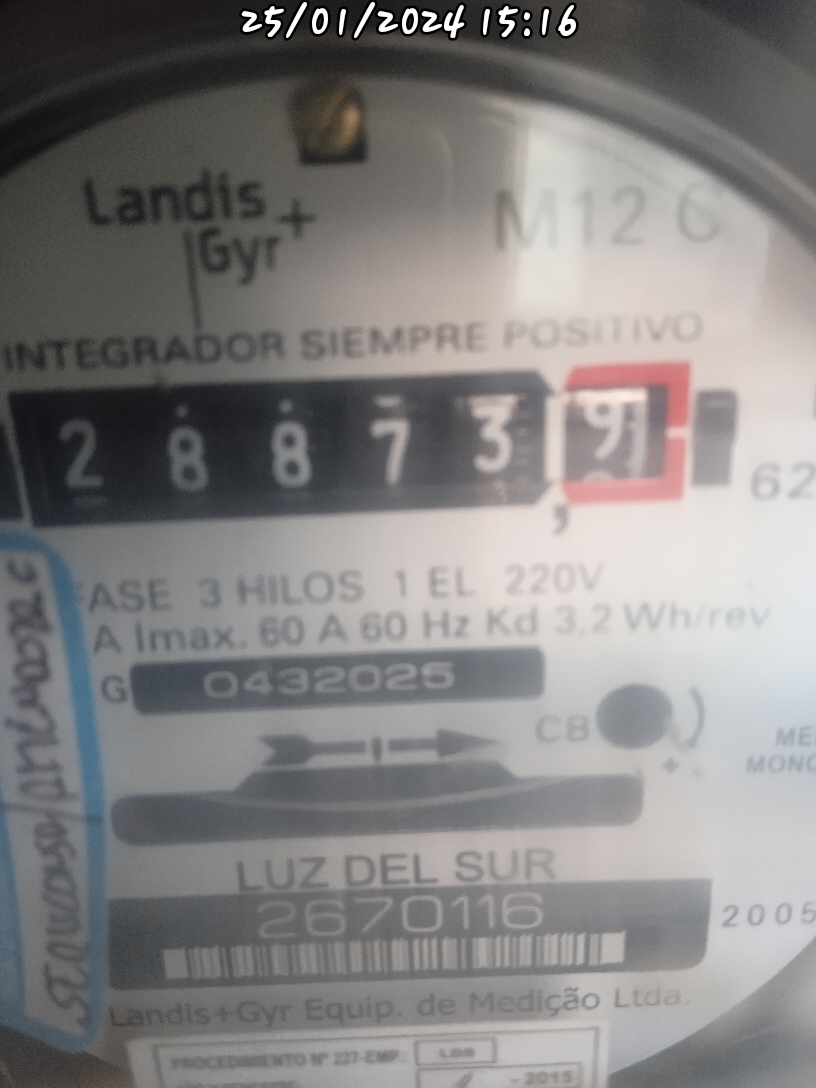 25/01/2024 15:16
Landis
+
Gyr
M12
INTEGRADOR SIEMPRE POSITIVO
2 8 8 7 3 , 9
62
ASE 3 HILOS 1 EL 220V
A Imax. 60 A 60 Hz Kd 3,2 Wh/rev
G 0432025
CB
+
ME
MONO
LUZ DEL SUR
2670116
2005
Landis+Gyr Equip. de Medição Ltda.
PROCEDIMIENTO Nº 227-EMP.:
- 2015